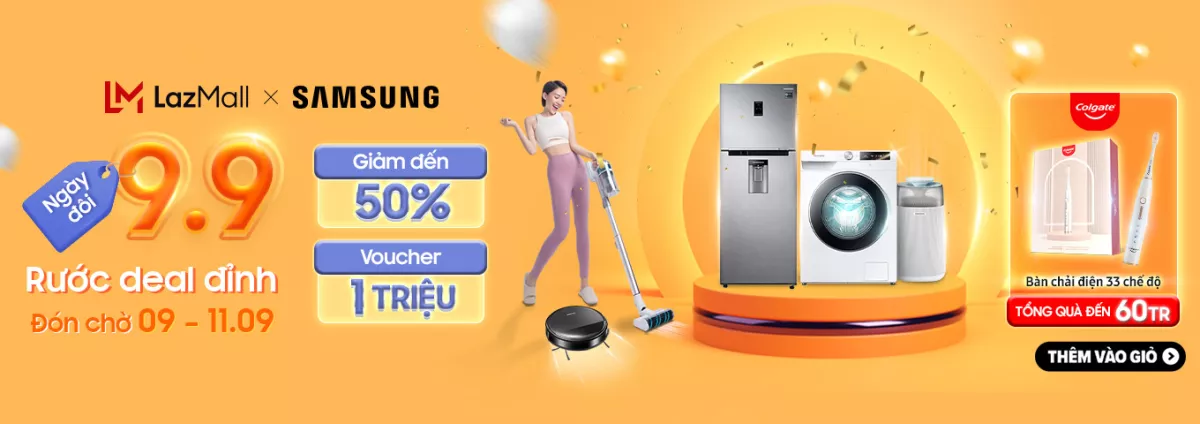 LM LazMall × SAMSUNG
Ngày đôi
9.9
Rước deal đỉnh
Đón chờ 09 - 11.09
Giảm đến
50%
Voucher
1 TRIỆU
Colgate
Bàn chải điện 33 chế độ
TỔNG QUÀ ĐẾN 60TR
THÊM VÀO GIỎ